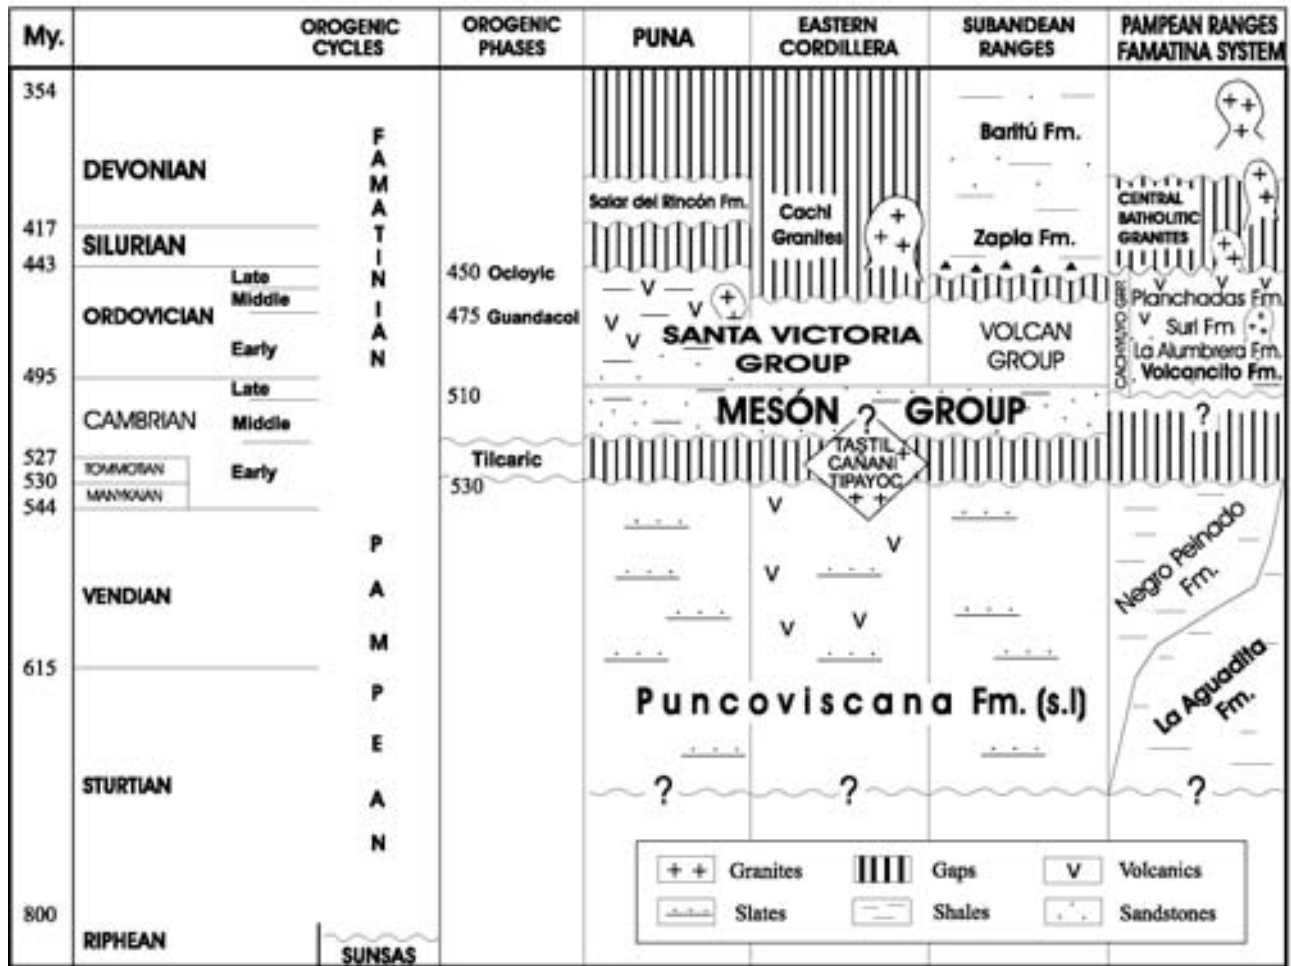 My.
OROGENIC
CYCLES
OROGENIC
PHASES
PUNA
EASTERN
CORDILLERA
SUBANDEAN
RANGES
PAMPEAN RANGES
FAMATINA SYSTEM
354
DEVONIAN
417
SILURIAN
443
ORDOVICIAN
Late
Middle
Early
495
CAMBRIAN
Late
Middle
Early
527
TOMMOTIAN
530
MANYKAIAN
544
VENDIAN
615
STURTIAN
800
RIPHEAN
FAMATINIAN
PAMPEAN
SUNSAS
450 Ocloyic
475 Guandacol
510
Tilcaric
530
Salar del Rincón Fm.
Cachi
Granites
Baritú Fm.
Zapla Fm.
CENTRAL
BATHOLITIC
GRANITES
SANTA VICTORIA
GROUP
VOLCAN
GROUP
CACHIYUYO GRP.
Planchadas Fm.
Suri Fm
La Alumbrera Fm.
Volcancito Fm.
MESÓN ? GROUP
TASTIL
CAÑANI
TIPAYOC
?
Negro Peinado
Fm.
La Aguadita
Fm.
Puncoviscana Fm. (s.l)
? ? ?
Granites
Gaps
V Volcanics
Slates
Shales
Sandstones